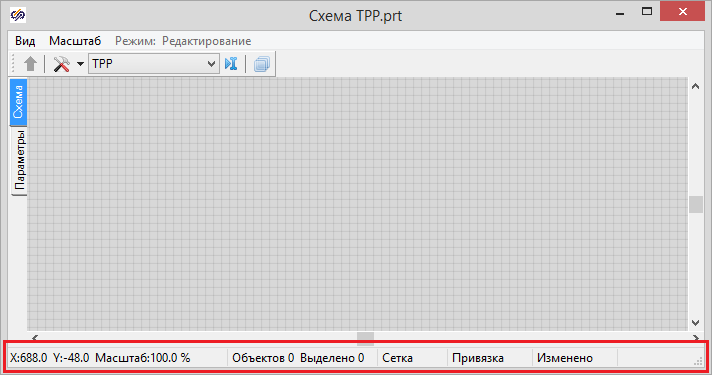 Схема TPP.prt
Вид Масштаб Режим: Редактирование
TPP
Схема
Параметры
X:688.0 Y:-48.0 Масштаб:100.0 % Объектов 0 Выделено 0 Сетка Привязка Изменено